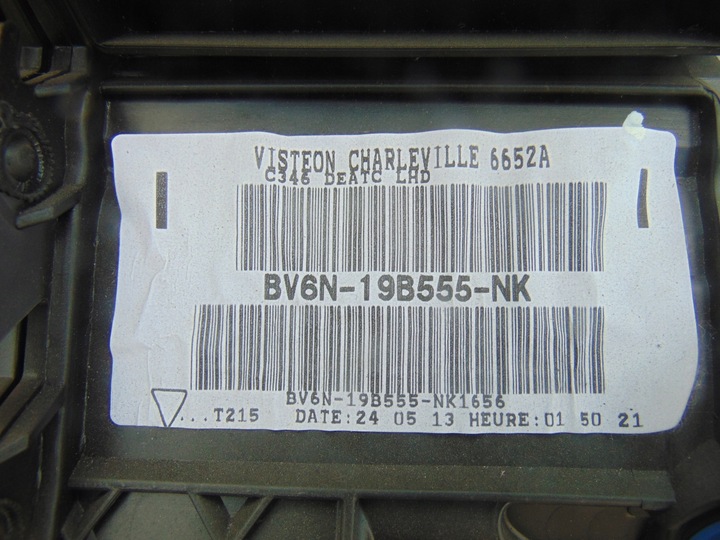 VISTEON CHARLEVILLE 6652A
C346 DEATC LHD
BV6N-19B555-NK
BV6N-19B555-NK1656
...T215 DATE:24 05 13 HEURE:01 50 21